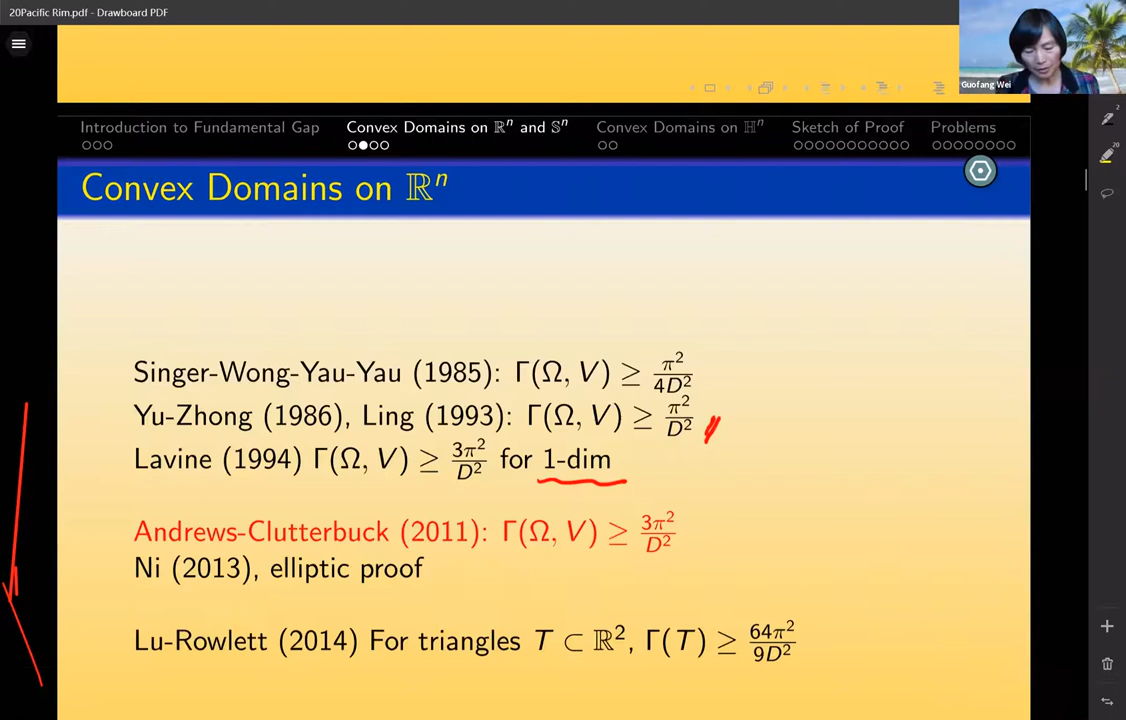 20Pacific Rim.pdf - Drawboard PDF
Guofang Wei
Introduction to Fundamental Gap
Convex Domains on ℝⁿ and 𝕊ⁿ
Convex Domains on ℍⁿ
Sketch of Proof
Problems
Convex Domains on ℝⁿ
Singer-Wong-Yau-Yau (1985): Γ(Ω, V) ≥ π²/4D²
Yu-Zhong (1986), Ling (1993): Γ(Ω, V) ≥ π²/D²
Lavine (1994) Γ(Ω, V) ≥ 3π²/D² for 1-dim
Andrews-Clutterbuck (2011): Γ(Ω, V) ≥ 3π²/D²
Ni (2013), elliptic proof
Lu-Rowlett (2014) For triangles T ⊂ ℝ², Γ(T) ≥ 64π²/9D²
2
20